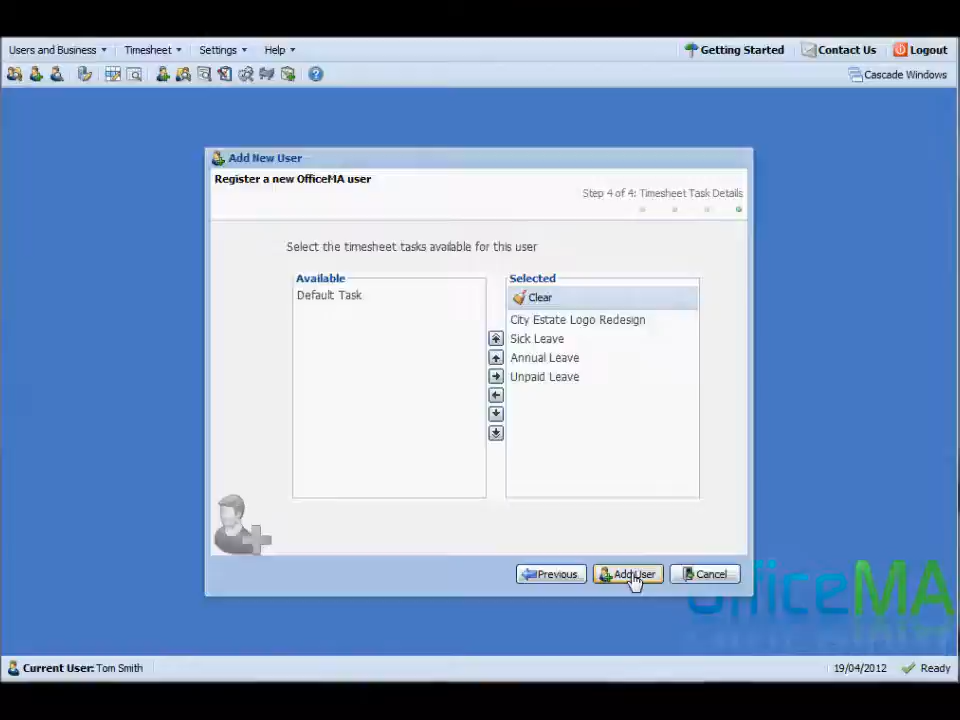 Users and Business Timesheet Settings Help Getting Started Contact Us Logout
Cascade Windows
Add New User
Register a new OfficeMA user
Step 4 of 4: Timesheet Task Details
Select the timesheet tasks available for this user
Available Selected
Default Task Clear
City Estate Logo Redesign
Sick Leave
Annual Leave
Unpaid Leave
Previous Add User Cancel
OfficeMA
Current User: Tom Smith 19/04/2012 Ready